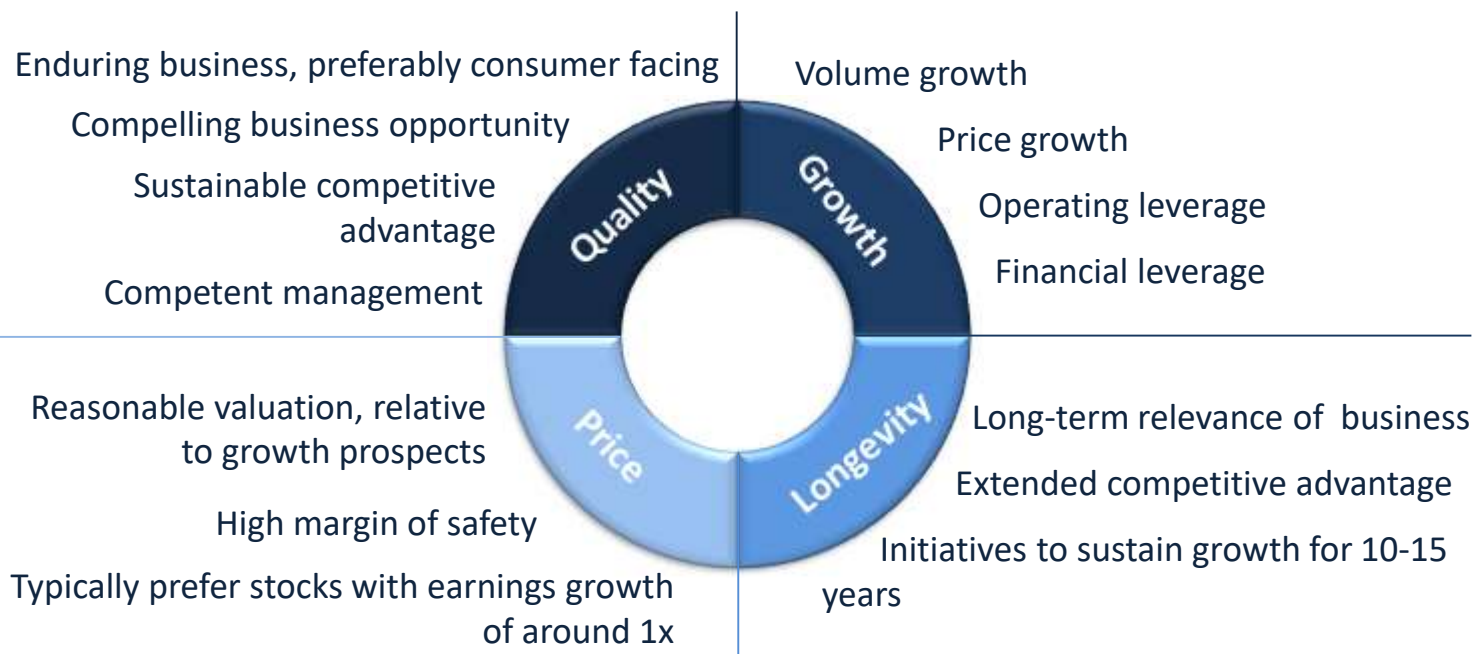 Enduring business, preferably consumer facing
Compelling business opportunity
Sustainable competitive
advantage
Competent management
Quality
Volume growth
Price growth
Operating leverage
Financial leverage
Growth
Reasonable valuation, relative
to growth prospects
High margin of safety
Typically prefer stocks with earnings growth
of around 1x
Price
Long-term relevance of  business
Extended competitive advantage
Initiatives to sustain growth for 10-15
years
Longevity